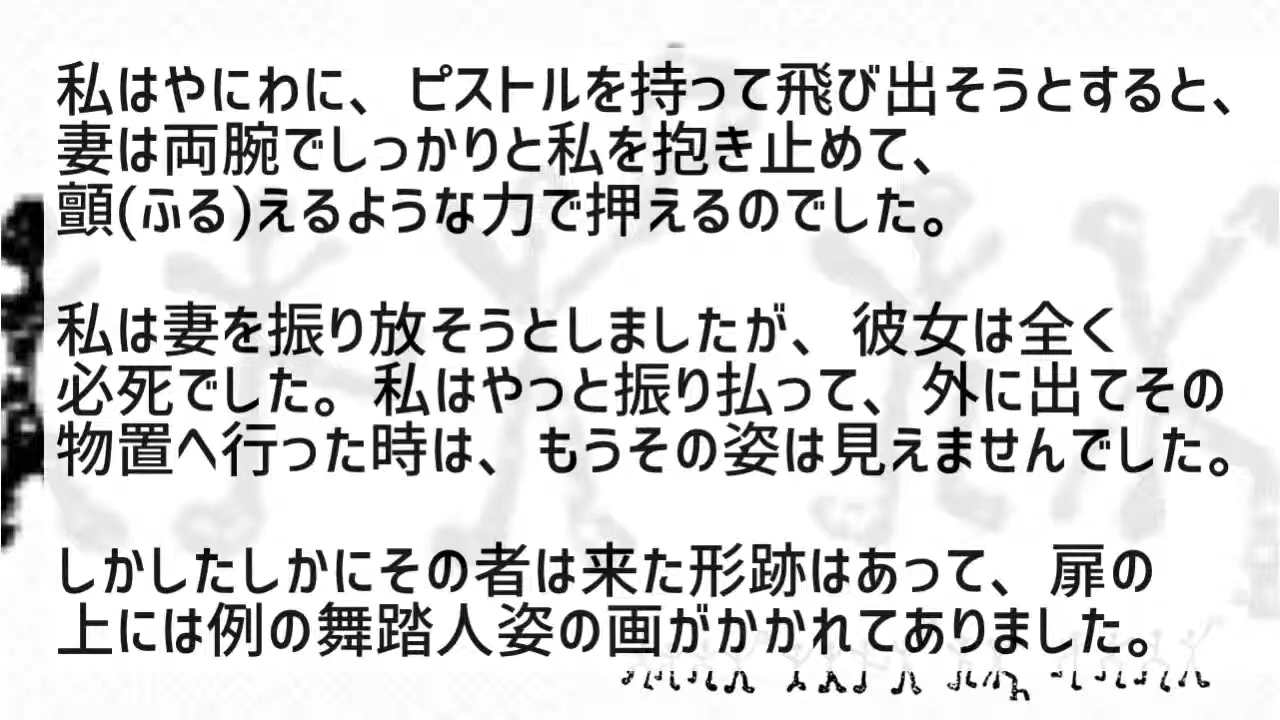 私はやにわに、ピストルを持って飛び出そうとすると、
妻は両腕でしっかりと私を抱き止めて、
顫(ふる)えるような力で押えるのでした。
私は妻を振り放そうとしましたが、彼女は全く
必死でした。私はやっと振り払って、外に出てその
物置へ行った時は、もうその姿は見えませんでした。
しかしたしかにその者は来た形跡はあって、扉の
上には例の舞踏人姿の画がかかれてありました。